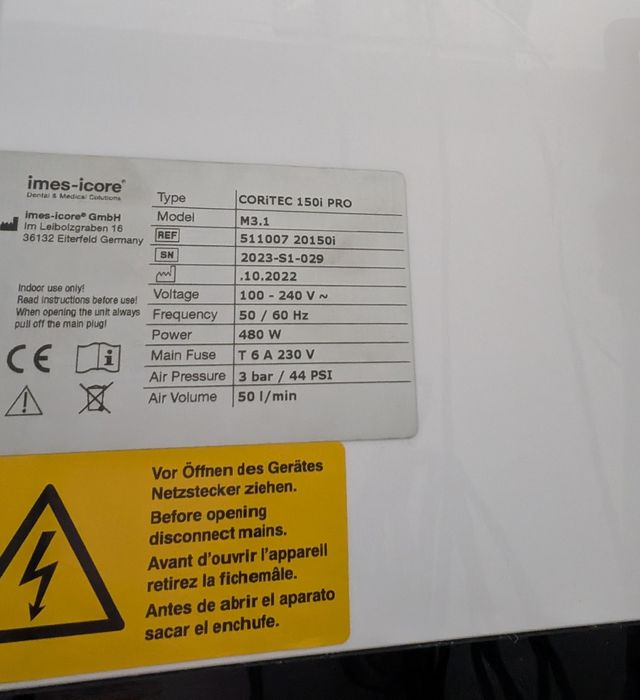 imes-icore®
Dental & Medical Solutions
imes-icore® GmbH
Im Leibolzgraben 16
36132 Eiterfeld Germany
Indoor use only!
Read instructions before use!
When opening the unit always
pull off the main plug!
CE
i
Type CORiTEC 150i PRO
Model M3.1
REF 511007 20150i
SN 2023-S1-029
.10.2022
Voltage 100 - 240 V ~
Frequency 50 / 60 Hz
Power 480 W
Main Fuse T 6 A 230 V
Air Pressure 3 bar / 44 PSI
Air Volume 50 l/min
Vor Öffnen des Gerätes
Netzstecker ziehen.
Before opening
disconnect mains.
Avant d'ouvrir l'appareil
retirez la fichemâle.
Antes de abrir el aparato
sacar el enchufe.